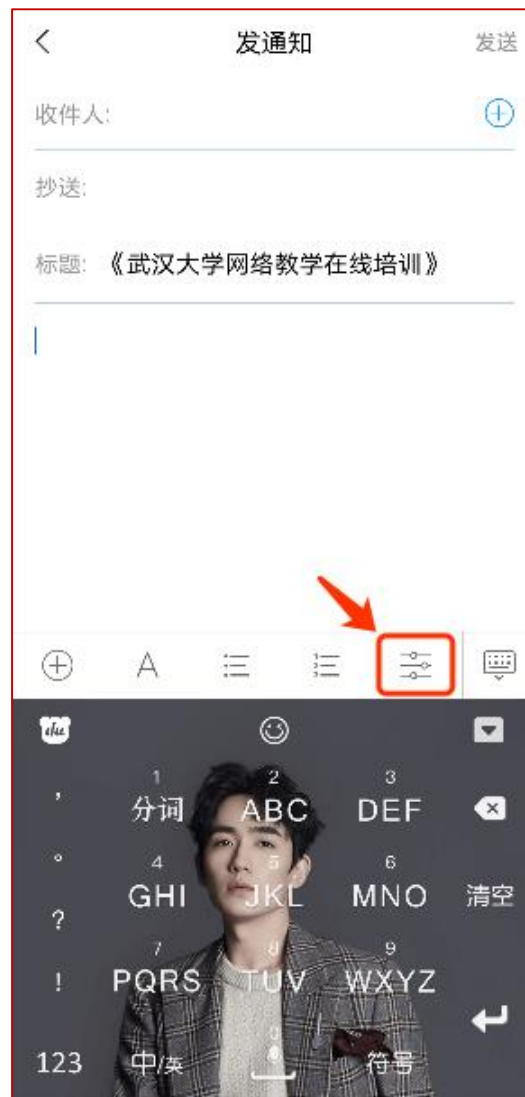 发通知 发送
收件人:
抄送:
标题: 《武汉大学网络教学在线培训》
A
du
， 1 2 3
分词 ABC DEF
。 4 5 6
GHI JKL MNO 清空
?
7 8 9
! PQRS TUV WXYZ
0
123 中/英 符号